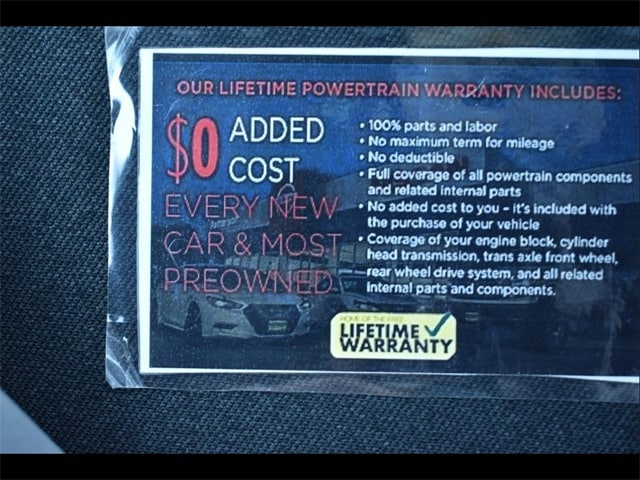 OUR LIFETIME POWERTRAIN WARRANTY INCLUDES:
$0 ADDED
COST
EVERY NEW
CAR & MOST
PREOWNED
• 100% parts and labor
• No maximum term for mileage
• No deductible
• Full coverage of all powertrain components
and related internal parts
• No added cost to you – it's included with
the purchase of your vehicle
• Coverage of your engine block, cylinder
head transmission, trans axle front wheel,
rear wheel drive system, and all related
internal parts and components.
HOME OF THE FREE
LIFETIME
WARRANTY